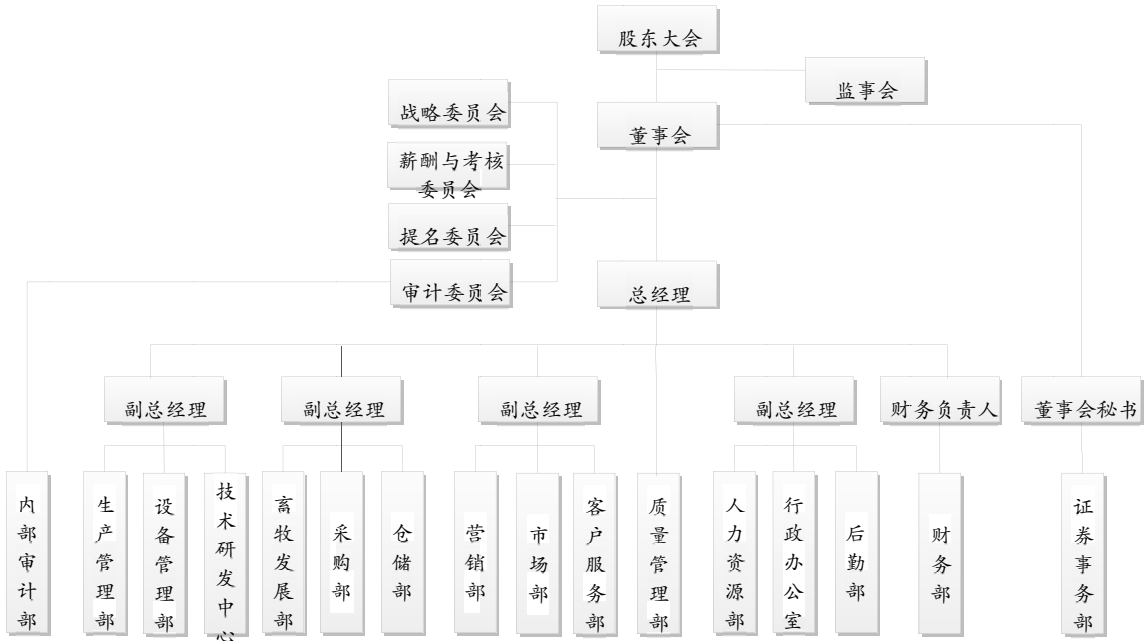 股东大会
监事会
战略委员会
董事会
薪酬与考核
委员会
提名委员会
审计委员会
总经理
副总经理
副总经理
副总经理
副总经理
财务负责人
董事会秘书
内部审计部
生产管理部
设备管理部
技术研发中心
畜牧发展部
采购部
仓储部
营销部
市场部
客户服务部
质量管理部
人力资源部
行政办公室
后勤部
财务部
证券事务部